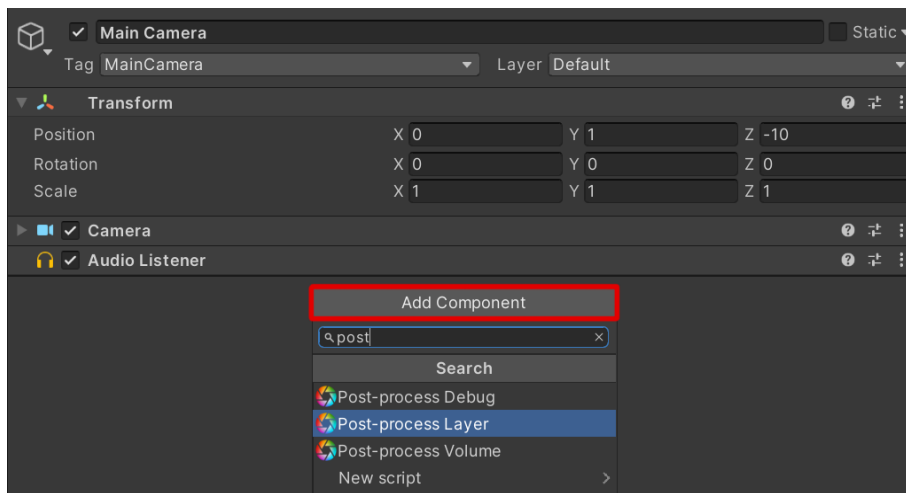 Main Camera Static
Tag MainCamera Layer Default
Transform
Position X 0 Y 1 Z -10
Rotation X 0 Y 0 Z 0
Scale X 1 Y 1 Z 1
Camera
Audio Listener
Add Component
post
Search
Post-process Debug
Post-process Layer
Post-process Volume
New script